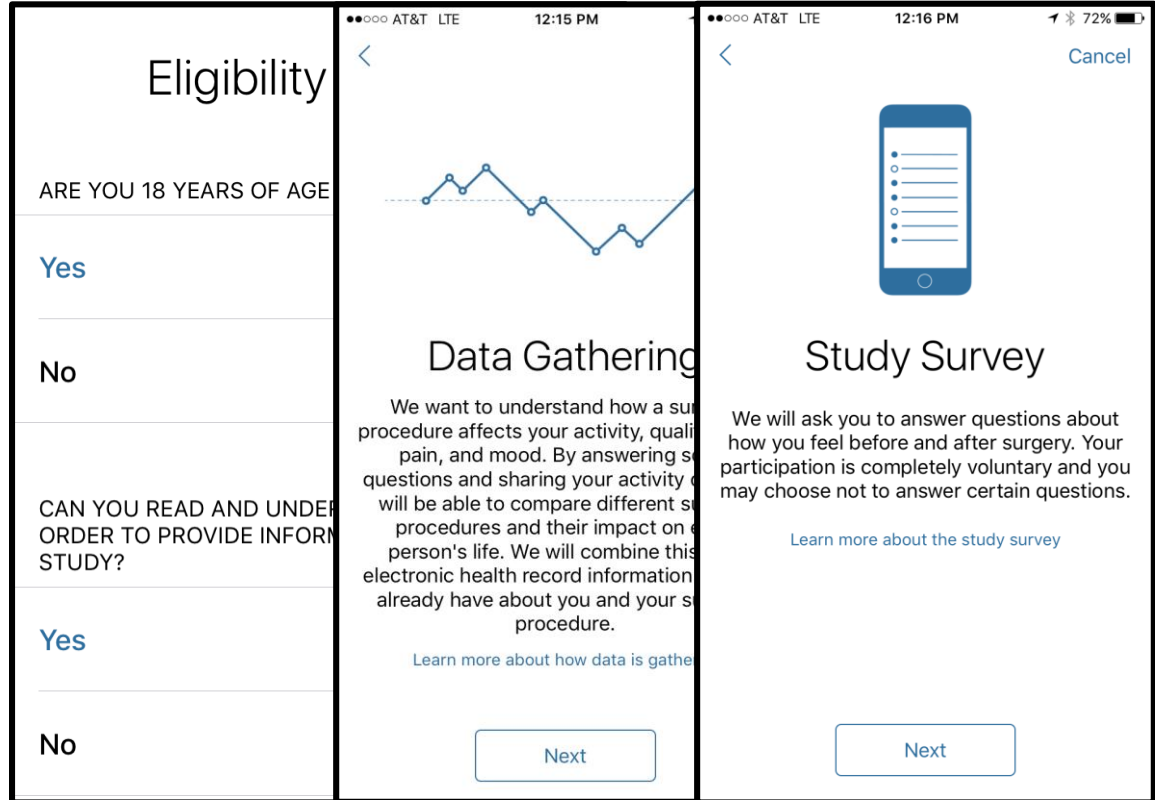 Eligibility
ARE YOU 18 YEARS OF AGE
Yes
No
CAN YOU READ AND
ORDER TO PROVIDE
STUDY?
Yes
No
AT&T LTE 12:15 PM
Data Gathering
We want to understand how a
procedure affects your activity,
pain, and mood. By answering
questions and sharing your activity
will be able to compare different
procedures and their impact on
person's life. We will combine this
electronic health record information
already have about you and your
procedure.
Learn more about how data is
Next
AT&T LTE 12:16 PM 72%
Cancel
Study Survey
We will ask you to answer questions about
how you feel before and after surgery. Your
participation is completely voluntary and you
may choose not to answer certain questions.
Learn more about the study survey
Next